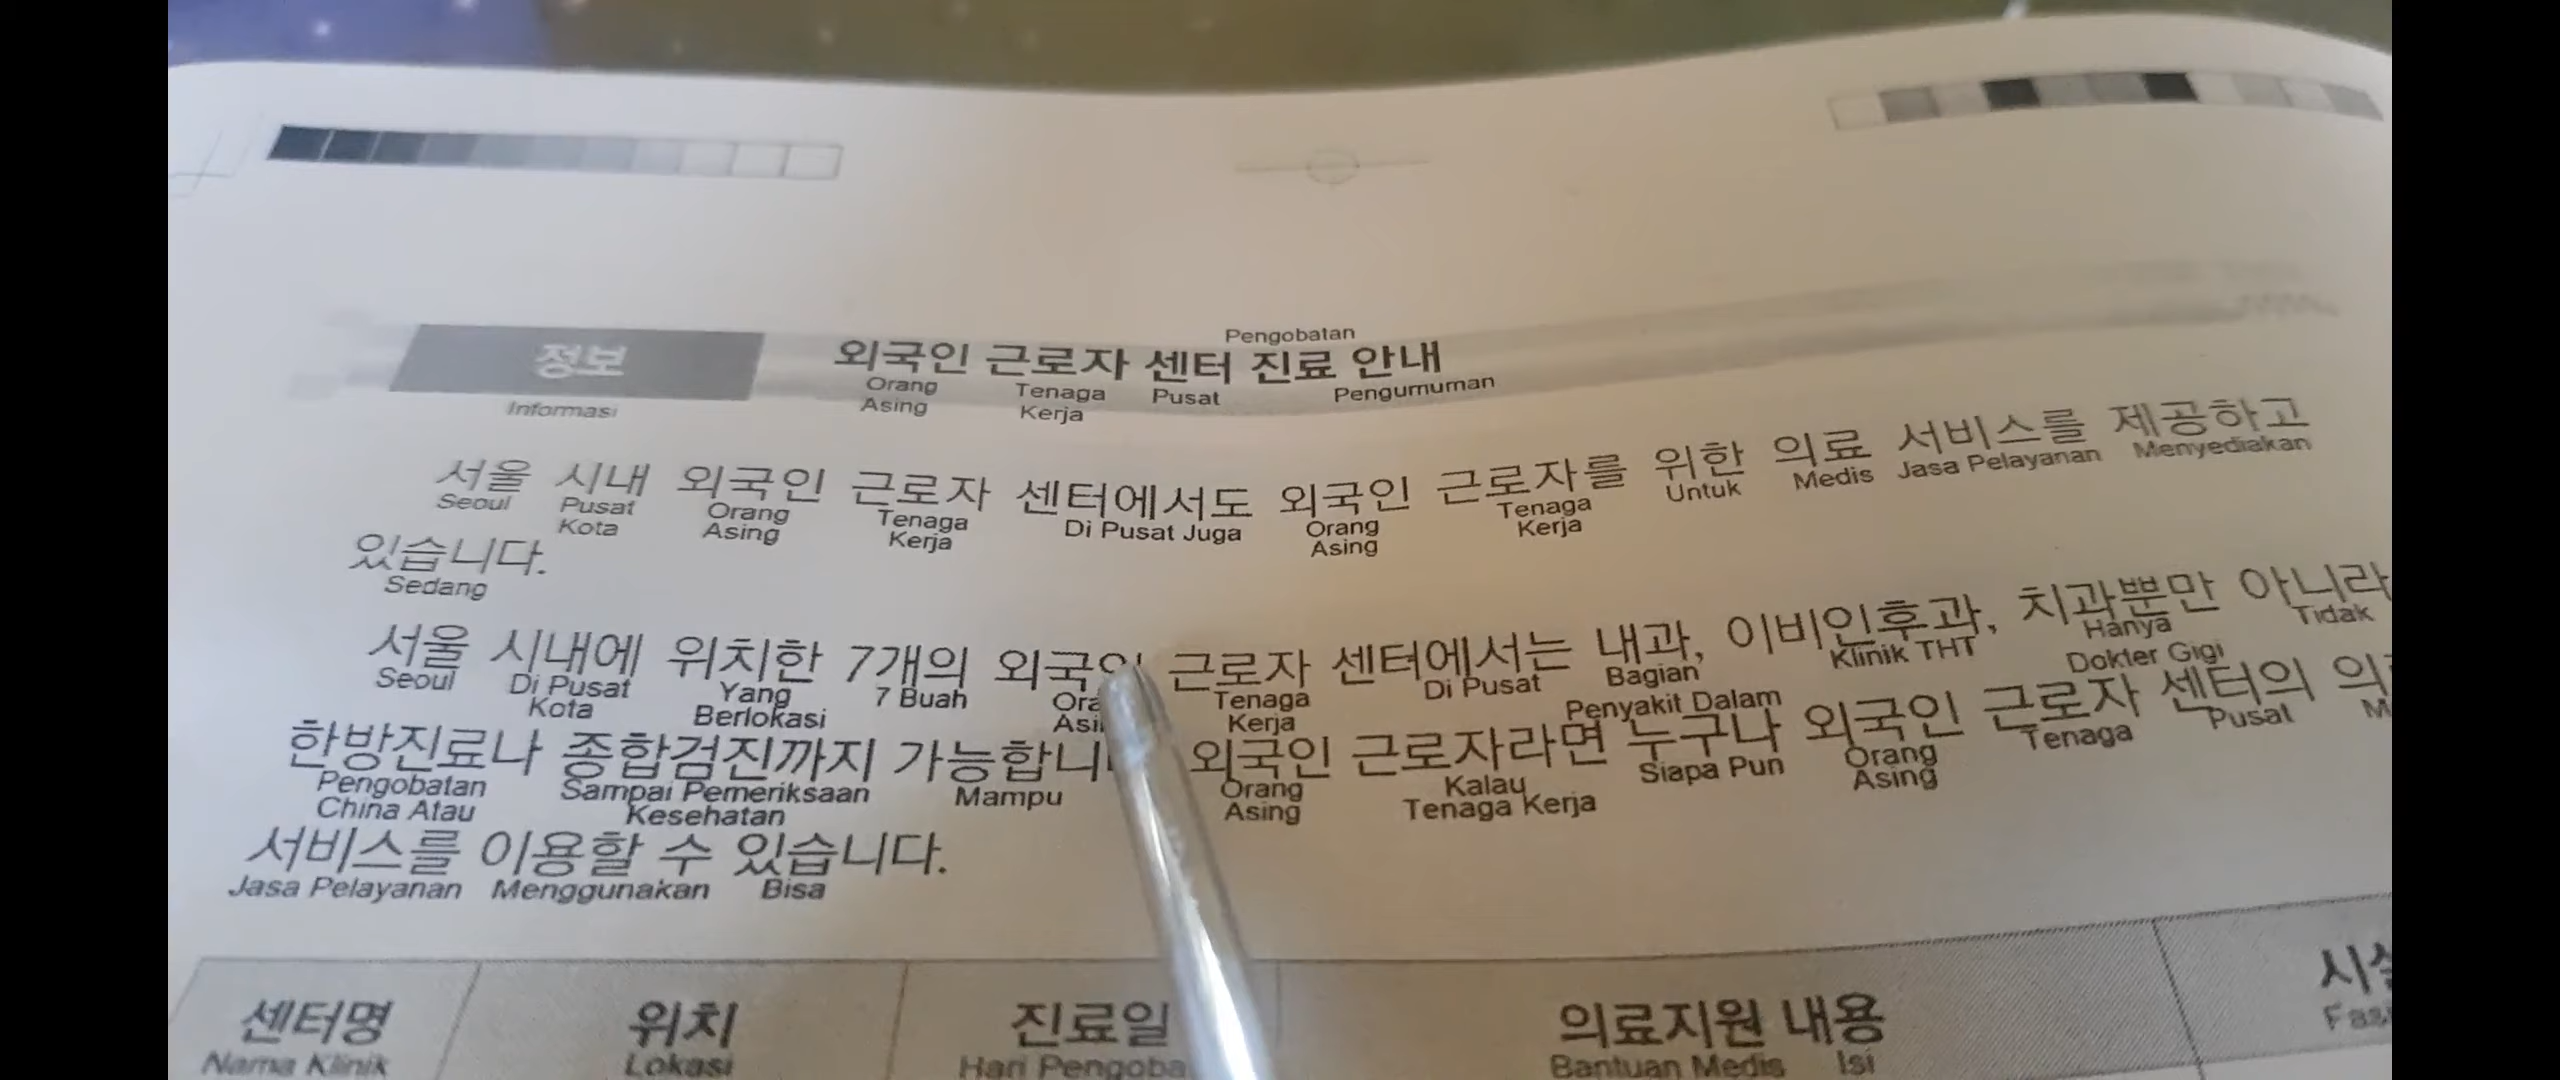 Pengobatan
정보 외국인 근로자 센터 진료 안내
Informasi Orang Asing Tenaga Kerja Pusat Pengumuman
서울 시내 외국인 근로자 센터에서도 외국인 근로자를 위한 의료 서비스를 제공하고
Seoul Pusat Kota Orang Asing Tenaga Kerja Di Pusat Juga Orang Asing Tenaga Kerja Untuk Medis Jasa Pelayanan Menyediakan
있습니다.
Sedang
서울 시내에 위치한 7개의 외국인 근로자 센터에서는 내과, 이비인후과, 치과뿐만 아니라
Seoul Di Pusat Kota Yang Berlokasi 7 Buah Tenaga Kerja Di Pusat Bagian Penyakit Dalam Klinik THT Hanya Dokter Gigi Tidak
한방진료나 종합검진까지 외국인 근로자라면 누구나 외국인 근로자 센터의
Pengobatan China Atau Sampai Pemeriksaan Kesehatan Mampu Orang Asing Kalau Tenaga Kerja Siapa Pun Orang Asing Tenaga Pusat
서비스를 이용할 수 있습니다.
Jasa Pelayanan Menggunakan Bisa
센터명 위치 진료일 의료지원 내용
Nama Klinik Lokasi Hari Bantuan Medis Isi